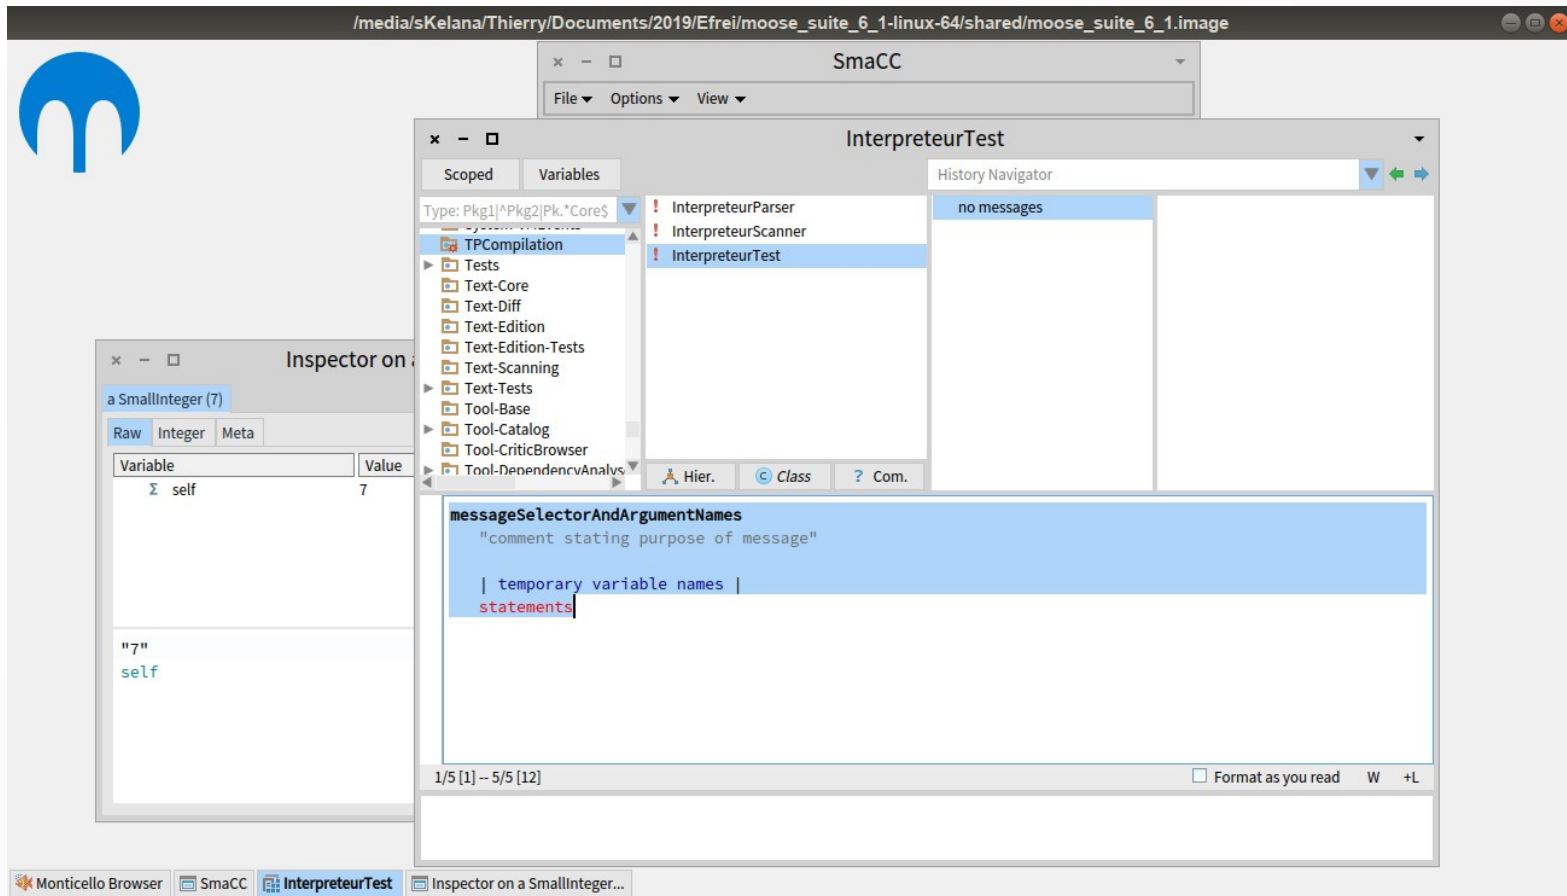 /media/sKelana/Thierry/Documents/2019/Efrei/moose_suite_6_1-linux-64/shared/moose_suite_6_1.image
SmaCC
File Options View
InterpreteurTest
Scoped Variables History Navigator
Type: Pkg1|^Pkg2|Pk.*Core$
TPCompilation
Tests
Text-Core
Text-Diff
Text-Edition
Text-Edition-Tests
Text-Scanning
Text-Tests
Tool-Base
Tool-Catalog
Tool-CriticBrowser
Tool-DependencyAnalys
InterpreteurParser
InterpreteurScanner
InterpreteurTest
Hier. Class ? Com.
no messages
messageSelectorAndArgumentNames
"comment stating purpose of message"
| temporary variable names |
statements
1/5 [1] -- 5/5 [12] Format as you read W +L
Inspector on a
a SmallInteger (7)
Raw Integer Meta
Variable Value
Σ self 7
"7"
self
Monticello Browser SmaCC InterpreteurTest Inspector on a SmallInteger...